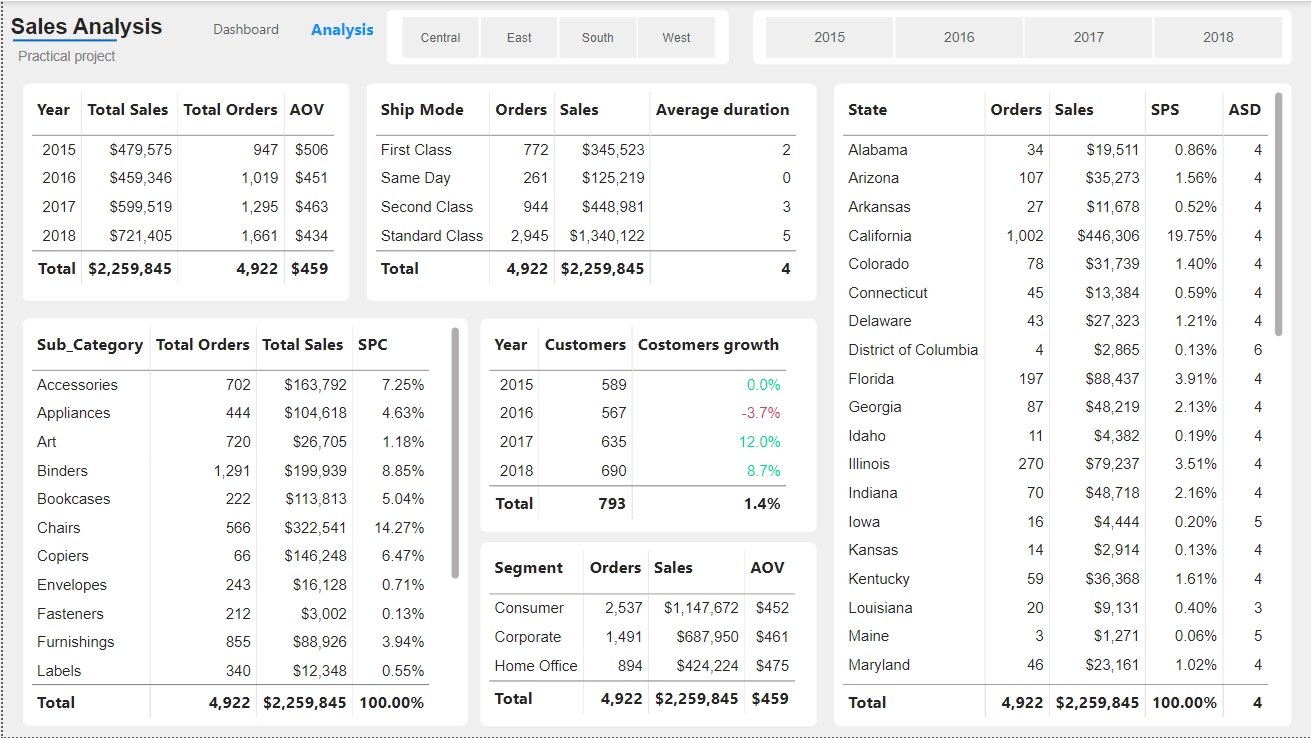 Sales Analysis
Dashboard
Analysis
Practical project
Central East South West
2015 2016 2017 2018
Year Total Sales Total Orders AOV
2015 $479,575 947 $506
2016 $459,346 1,019 $451
2017 $599,519 1,295 $463
2018 $721,405 1,661 $434
Total $2,259,845 4,922 $459
Ship Mode Orders Sales Average duration
First Class 772 $345,523 2
Same Day 261 $125,219 0
Second Class 944 $448,981 3
Standard Class 2,945 $1,340,122 5
Total 4,922 $2,259,845 4
State Orders Sales SPS ASD
Alabama 34 $19,511 0.86% 4
Arizona 107 $35,273 1.56% 4
Arkansas 27 $11,678 0.52% 4
California 1,002 $446,306 19.75% 4
Colorado 78 $31,739 1.40% 4
Connecticut 45 $13,384 0.59% 4
Delaware 43 $27,323 1.21% 4
District of Columbia 4 $2,865 0.13% 6
Florida 197 $88,437 3.91% 4
Georgia 87 $48,219 2.13% 4
Idaho 11 $4,382 0.19% 4
Illinois 270 $79,237 3.51% 4
Indiana 70 $48,718 2.16% 4
Iowa 16 $4,444 0.20% 5
Kansas 14 $2,914 0.13% 4
Kentucky 59 $36,368 1.61% 4
Louisiana 20 $9,131 0.40% 3
Maine 3 $1,271 0.06% 5
Maryland 46 $23,161 1.02% 4
Total 4,922 $2,259,845 100.00% 4
Sub_Category Total Orders Total Sales SPC
Accessories 702 $163,792 7.25%
Appliances 444 $104,618 4.63%
Art 720 $26,705 1.18%
Binders 1,291 $199,939 8.85%
Bookcases 222 $113,813 5.04%
Chairs 566 $322,541 14.27%
Copiers 66 $146,248 6.47%
Envelopes 243 $16,128 0.71%
Fasteners 212 $3,002 0.13%
Furnishings 855 $88,926 3.94%
Labels 340 $12,348 0.55%
Total 4,922 $2,259,845 100.00%
Year Customers Costomers growth
2015 589 0.0%
2016 567 -3.7%
2017 635 12.0%
2018 690 8.7%
Total 793 1.4%
Segment Orders Sales AOV
Consumer 2,537 $1,147,672 $452
Corporate 1,491 $687,950 $461
Home Office 894 $424,224 $475
Total 4,922 $2,259,845 $459